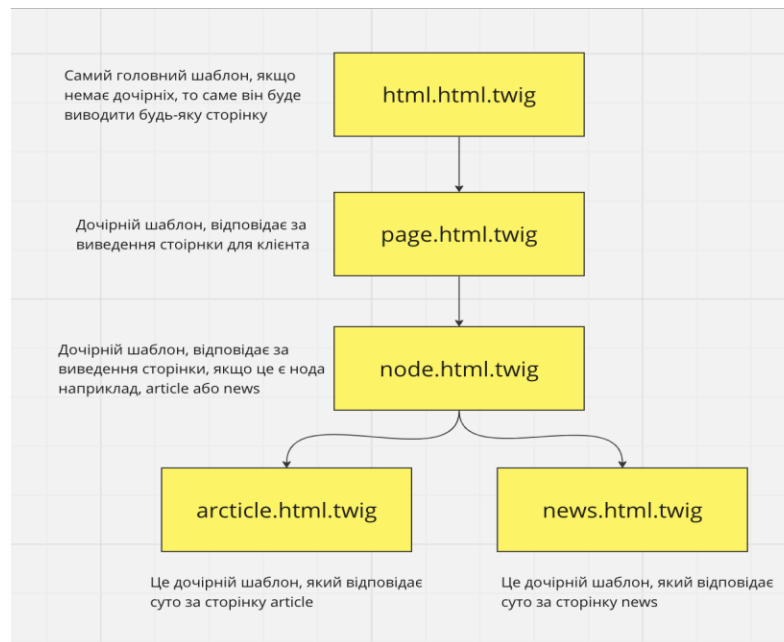 Самий головний шаблон, якщо
немає дочірніх, то саме він буде
виводити будь-яку сторінку
html.html.twig
Дочірній шаблон, відповідає за
виведення стоірнки для клієнта
page.html.twig
Дочірній шаблон, відповідає за
виведення сторінки, якщо це є нода
наприклад, article або news
node.html.twig
arcticle.html.twig
news.html.twig
Це дочірній шаблон, який відповідає
суто за сторінку article
Це дочірній шаблон, який відповідає
суто за сторінку news